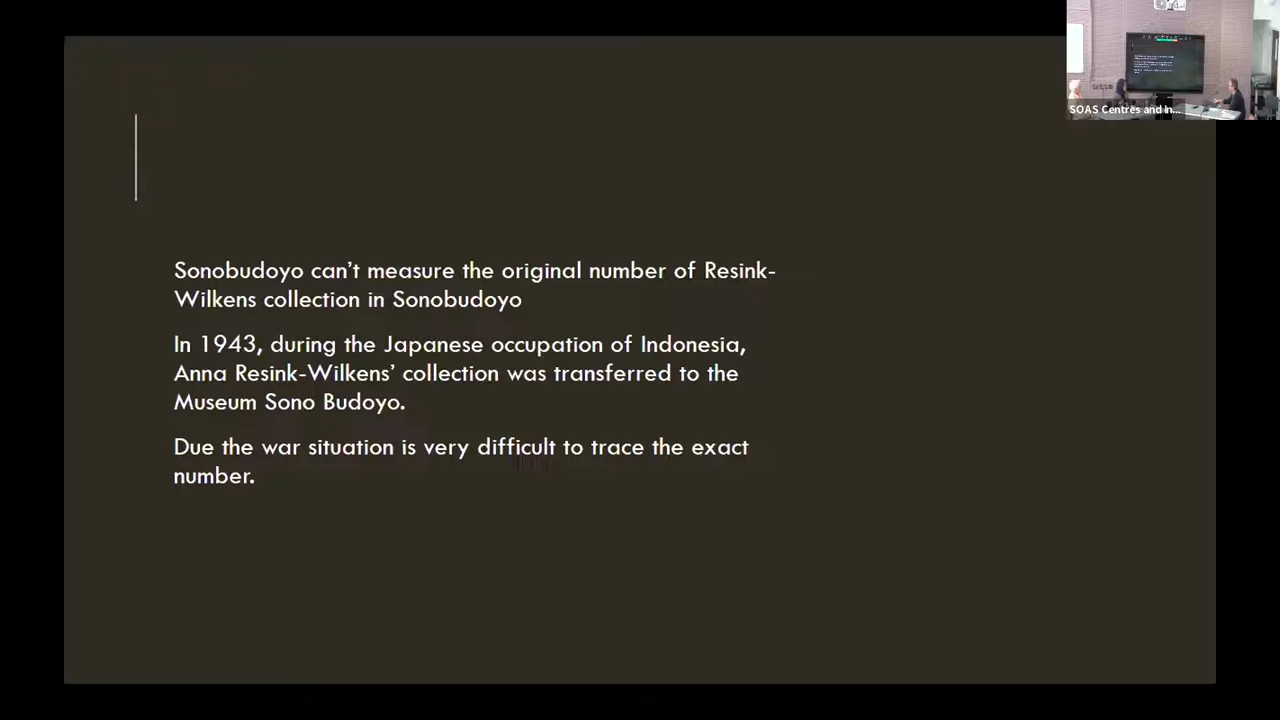 Sonobudoyo can't measure the original number of Resink-
Wilkens collection in Sonobudoyo
In 1943, during the Japanese occupation of Indonesia,
Anna Resink-Wilkens' collection was transferred to the
Museum Sono Budoyo.
Due the war situation is very difficult to trace the exact
number.
SOAS Centres and In...